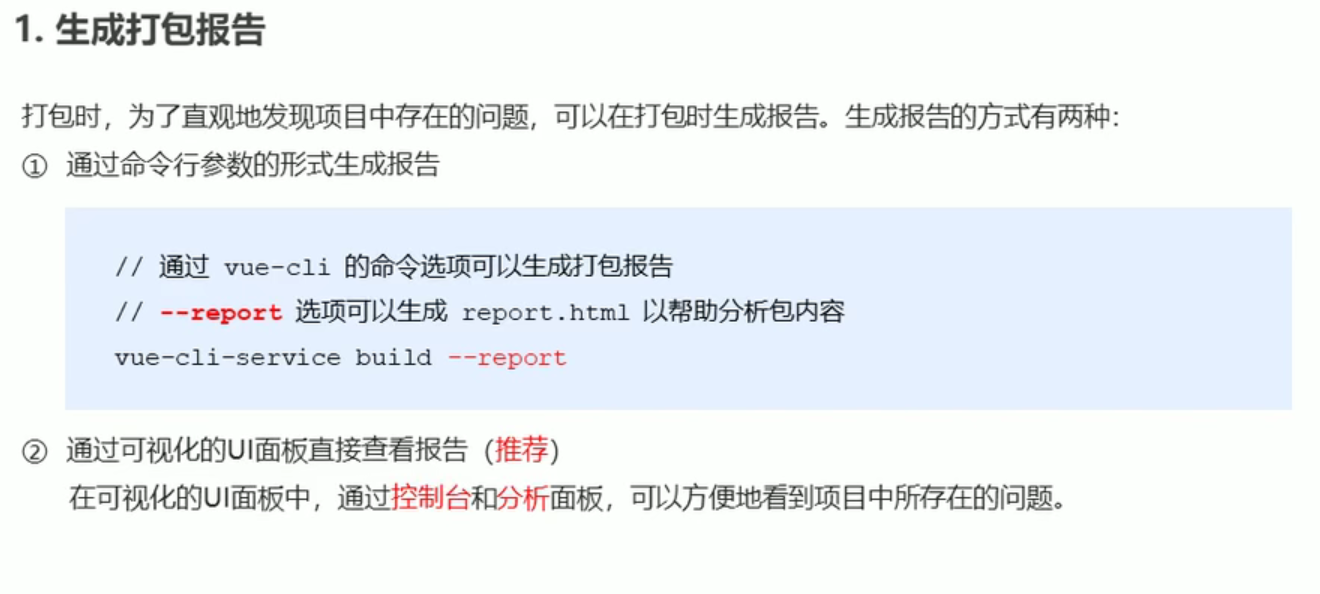 1. 生成打包报告
打包时，为了直观地发现项目中存在的问题，可以在打包时生成报告。生成报告的方式有两种：
① 通过命令行参数的形式生成报告
// 通过 vue-cli 的命令选项可以生成打包报告
// --report 选项可以生成 report.html 以帮助分析包内容
vue-cli-service build --report
② 通过可视化的UI面板直接查看报告（推荐）
在可视化的UI面板中，通过控制台和分析面板，可以方便地看到项目中所存在的问题。